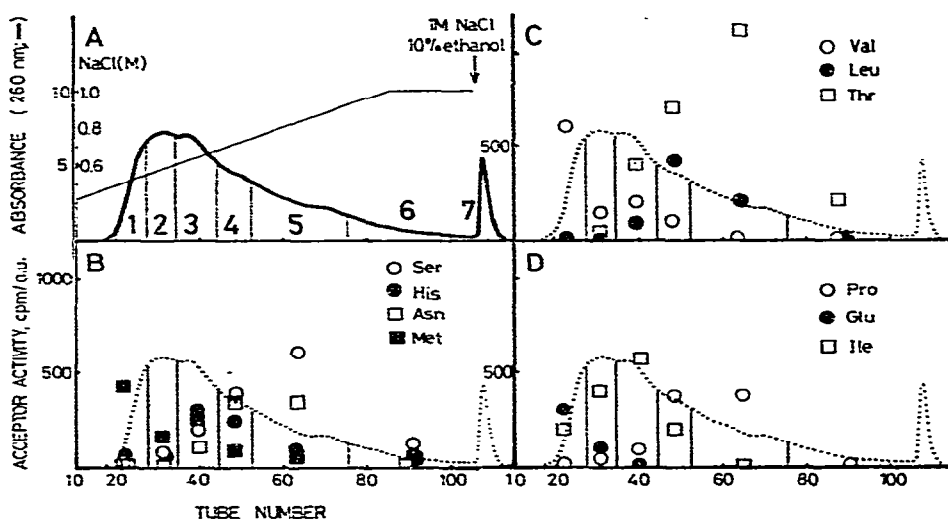 A
NaCl(M)
1M NaCl
10% ethanol
10
1.0
0.8
5
0.6
1 2 3 4 5 6 7
ABSORBANCE ( 260 nm; — )
C
Val
Leu
Thr
500
B
Ser
His
Asn
Met
1000
500
ACCEPTOR ACTIVITY, cpm/a.u.
D
Pro
Glu
Ile
500
10 20 40 60 80 100
10 20 40 60 80 100
TUBE NUMBER